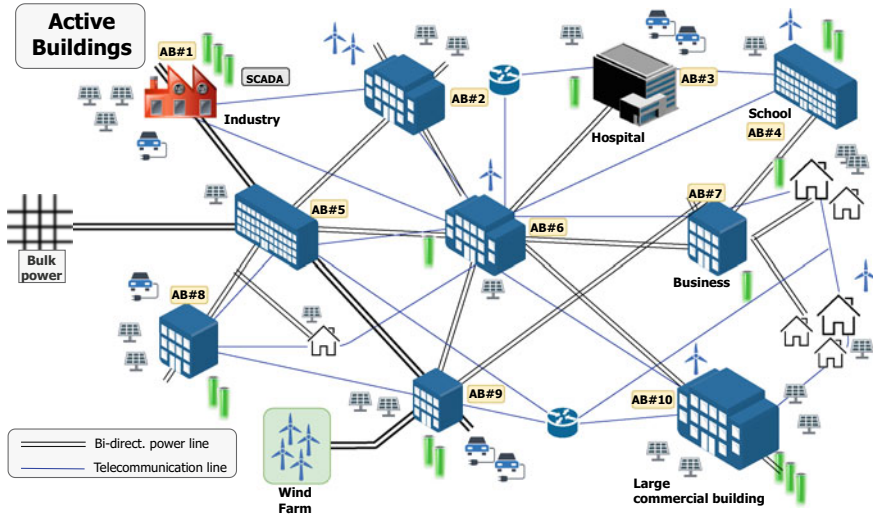 Active
Buildings
AB#1
SCADA
Industry
AB#2
AB#3
Hospital
School
AB#4
AB#5
AB#6
AB#7
Business
Bulk
power
AB#8
AB#9
AB#10
Bi-direct. power line
Telecommunication line
Wind
Farm
Large
commercial building